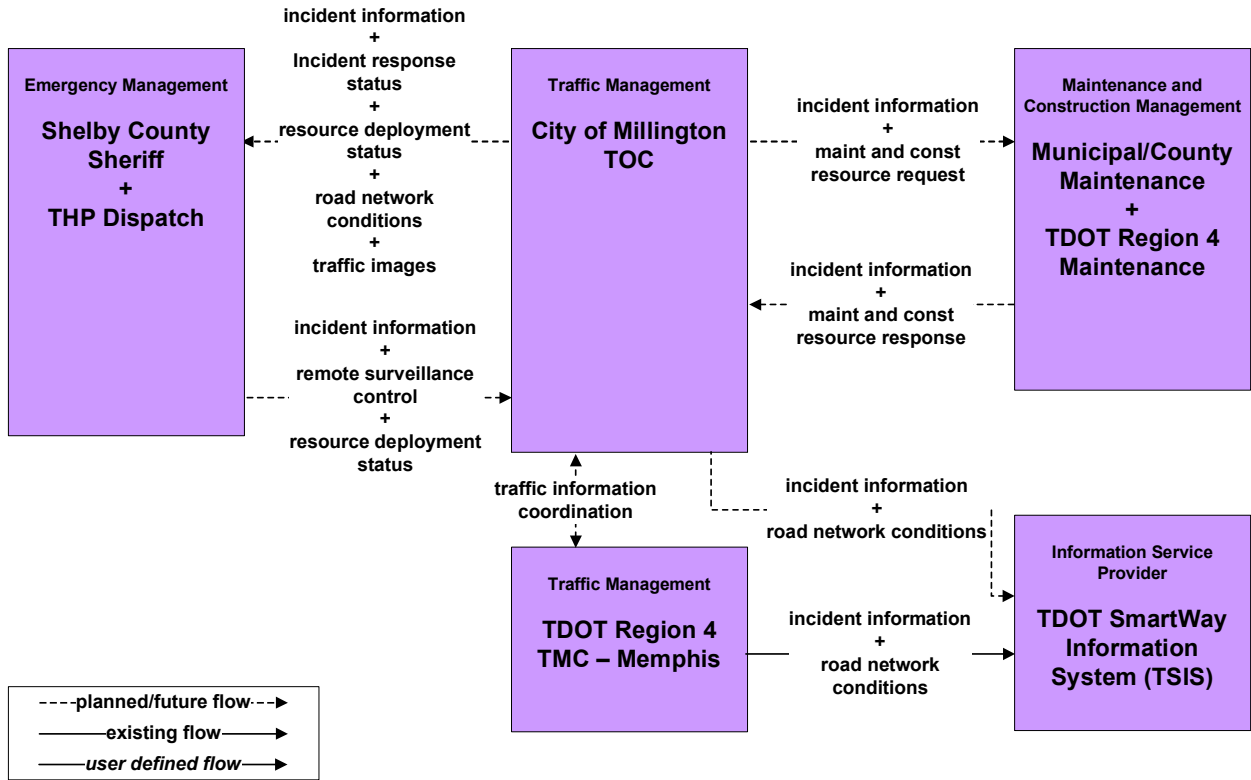 incident information
+
Incident response
status
+
resource deployment
status
+
road network
conditions
+
traffic images
Emergency Management
Shelby County
Sheriff
+
THP Dispatch
incident information
+
remote surveillance
control
+
resource deployment
status
Traffic Management
City of Millington
TOC
incident information
+
maint and const
resource request
Maintenance and
Construction Management
Municipal/County
Maintenance
+
TDOT Region 4
Maintenance
incident information
+
maint and const
resource response
traffic information
coordination
incident information
+
road network conditions
Traffic Management
TDOT Region 4
TMC – Memphis
incident information
+
road network
conditions
Information Service
Provider
TDOT SmartWay
Information
System (TSIS)
planned/future flow
existing flow
user defined flow